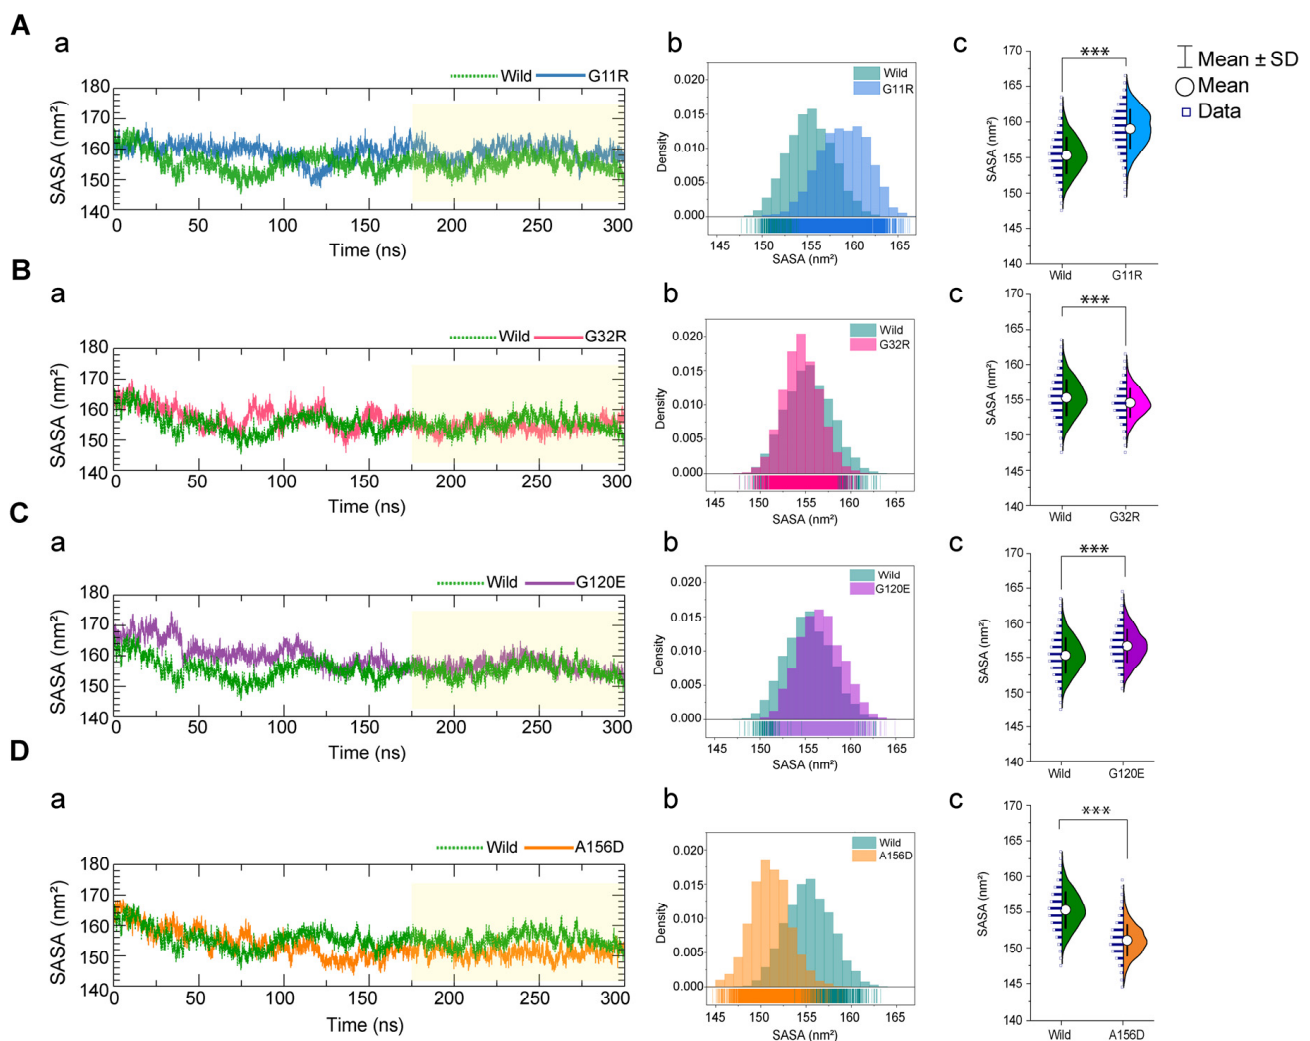 A
a
Wild G11R
SASA (nm²)
180
170
160
150
140
0 50 100 150 200 250 300
Time (ns)
b
Wild
G11R
Density
0.020
0.015
0.010
0.005
0.000
145 150 155 160 165
SASA (nm²)
c
***
SASA (nm²)
170
165
160
155
150
145
140
Wild G11R
Mean ± SD
Mean
Data
B
a
Wild G32R
SASA (nm²)
180
170
160
150
140
0 50 100 150 200 250 300
Time (ns)
b
Wild
G32R
Density
0.020
0.015
0.010
0.005
0.000
145 150 155 160 165
SASA (nm²)
c
***
SASA (nm²)
170
165
160
155
150
145
140
Wild G32R
C
a
Wild G120E
SASA (nm²)
180
170
160
150
140
0 50 100 150 200 250 300
Time (ns)
b
Wild
G120E
Density
0.020
0.015
0.010
0.005
0.000
145 150 155 160 165
SASA (nm²)
c
***
SASA (nm²)
170
165
160
155
150
145
140
Wild G120E
D
a
Wild A156D
SASA (nm²)
180
170
160
150
140
0 50 100 150 200 250 300
Time (ns)
b
Wild
A156D
Density
0.020
0.015
0.010
0.005
0.000
145 150 155 160 165
SASA (nm²)
c
***
SASA (nm²)
170
165
160
155
150
145
140
Wild A156D